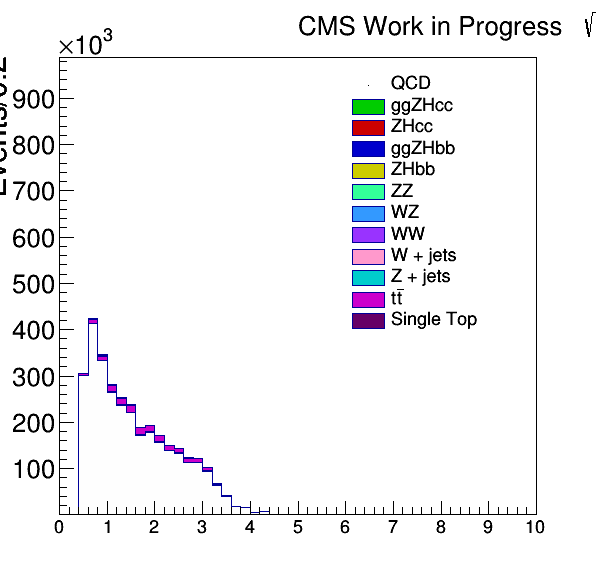 CMS Work in Progress √
×10³
Events/0.2
QCD
ggZHcc
ZHcc
ggZHbb
ZHbb
ZZ
WZ
WW
W + jets
Z + jets
tt̄
Single Top
900
800
700
600
500
400
300
200
100
0 1 2 3 4 5 6 7 8 9 10